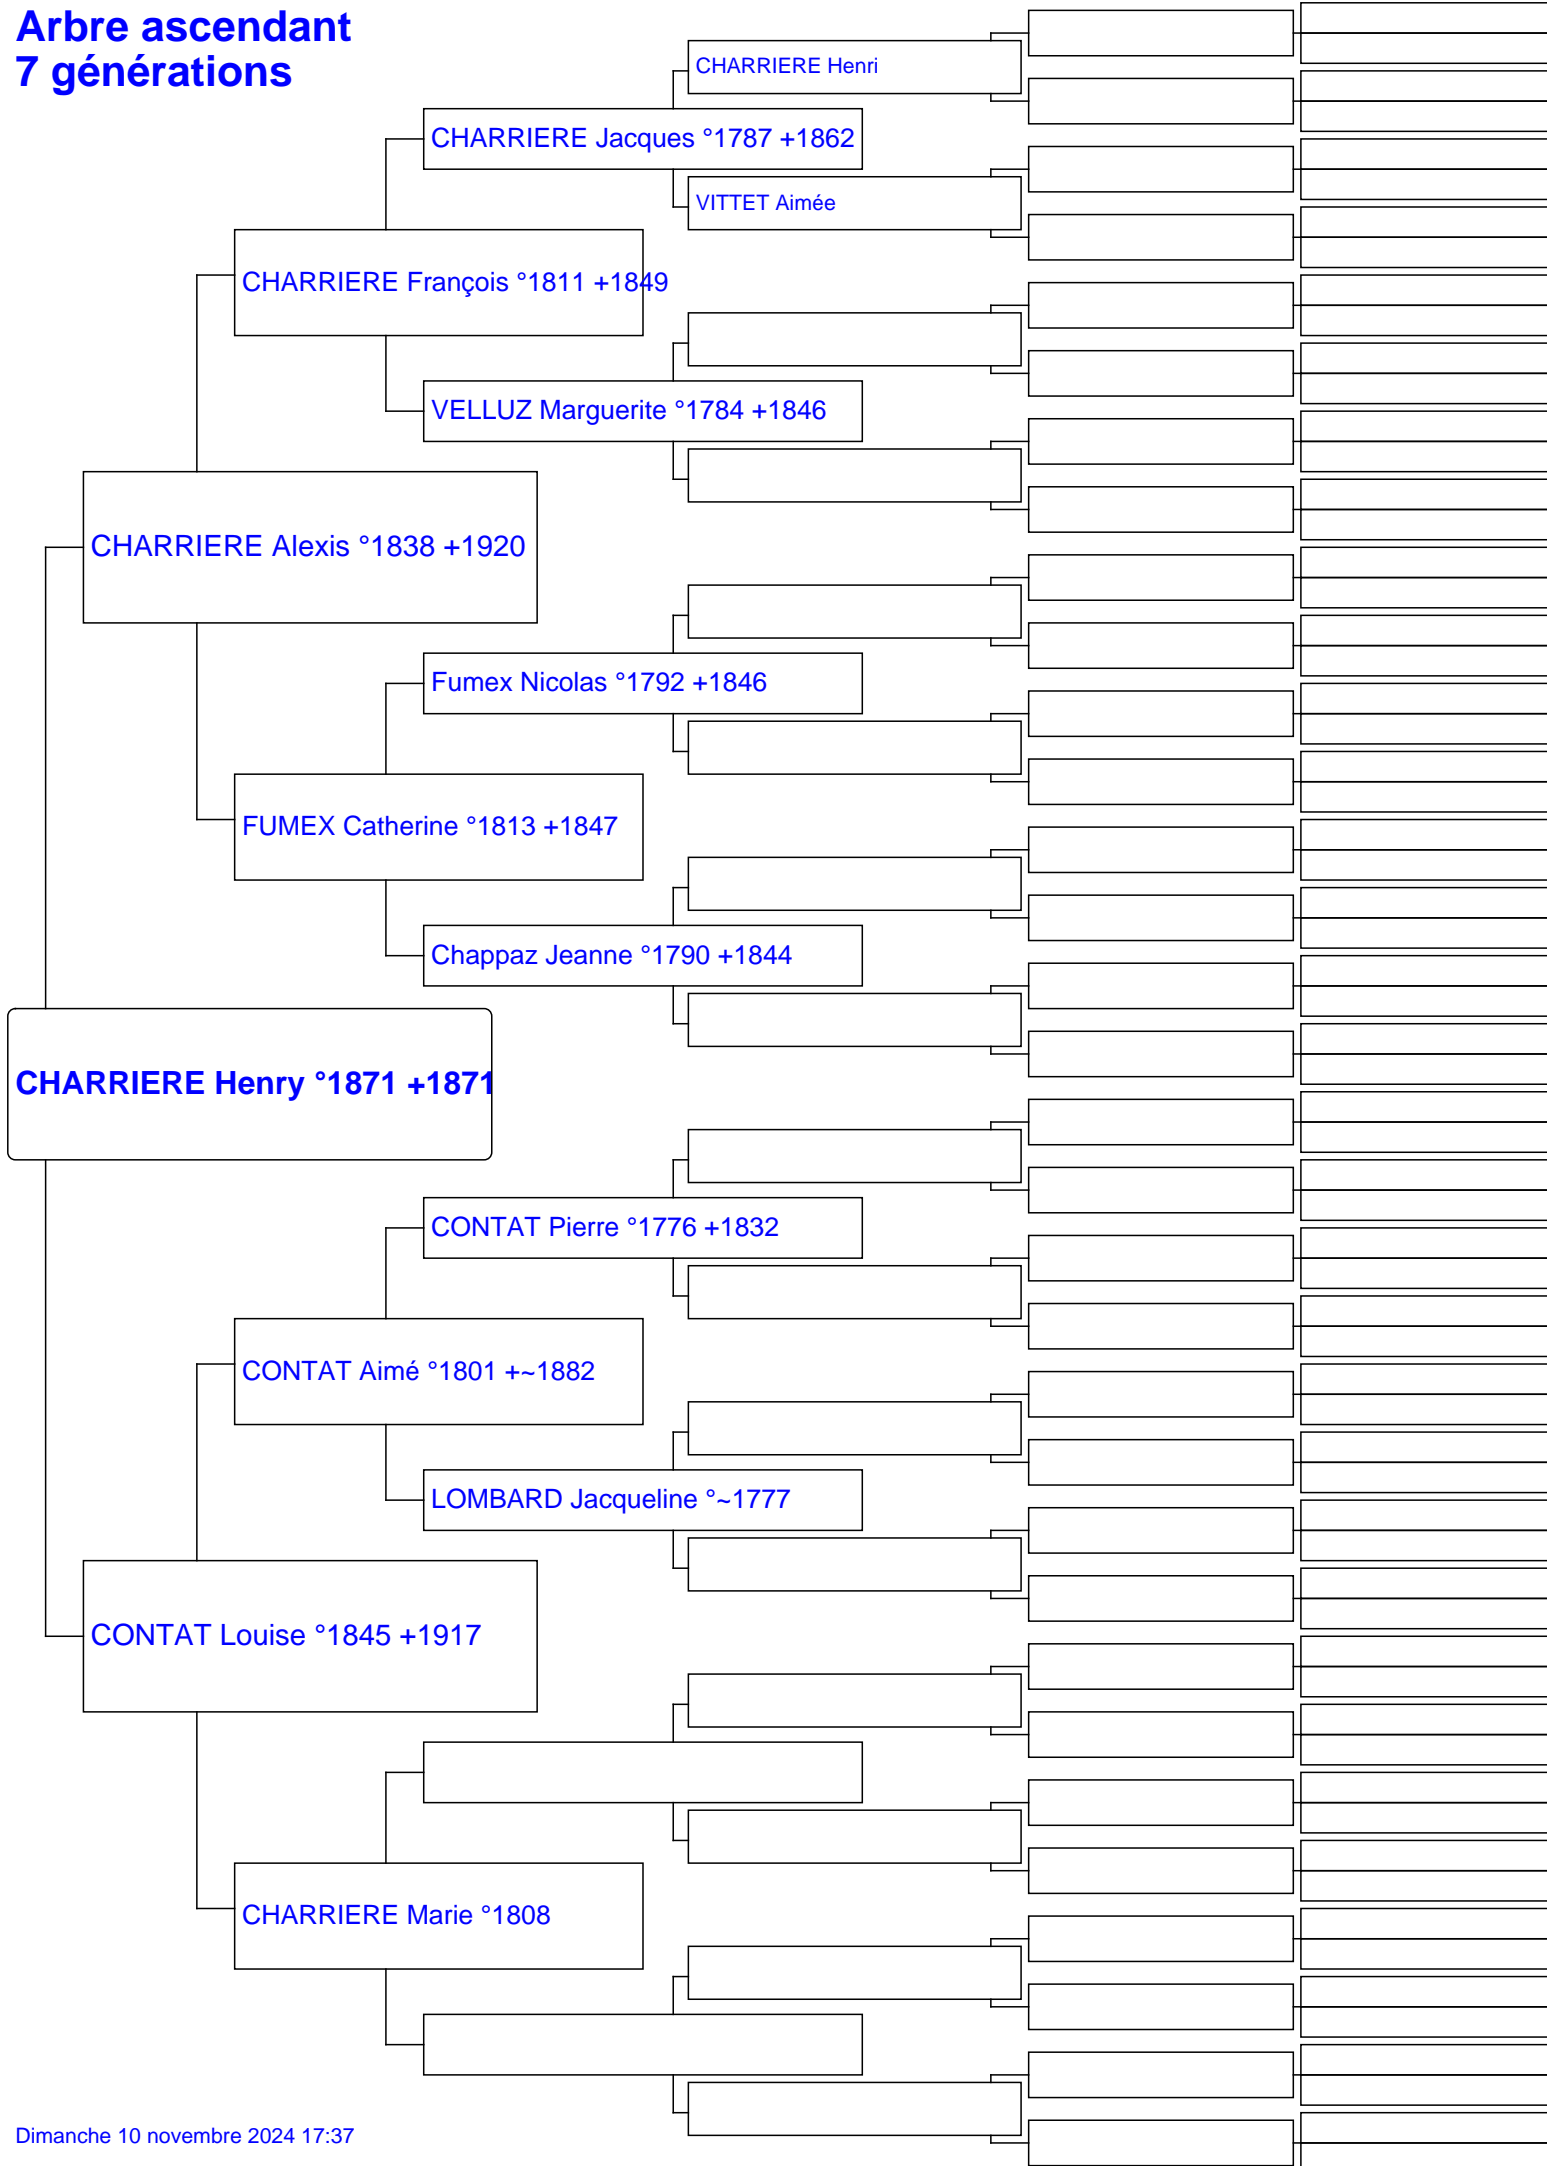 Arbre ascendant
7 générations
CHARRIERE Henri
CHARRIERE Jacques °1787 +1862
VITTET Aimée
CHARRIERE François °1811 +1849
VELLUZ Marguerite °1784 +1846
CHARRIERE Alexis °1838 +1920
Fumex Nicolas °1792 +1846
FUMEX Catherine °1813 +1847
Chappaz Jeanne °1790 +1844
CHARRIERE Henry °1871 +1871
CONTAT Pierre °1776 +1832
CONTAT Aimé °1801 +~1882
LOMBARD Jacqueline °~1777
CONTAT Louise °1845 +1917
CHARRIERE Marie °1808
Dimanche 10 novembre 2024 17:37